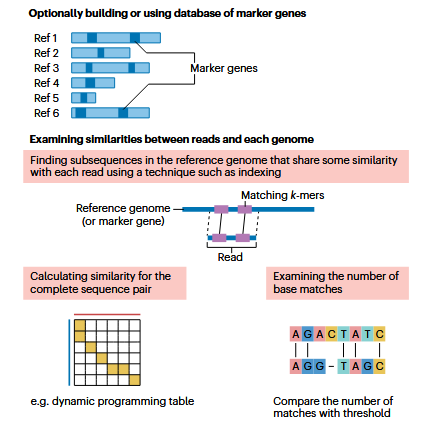 Optionally building or using database of marker genes
Ref 1
Ref 2
Ref 3
Ref 4
Ref 5
Ref 6
Marker genes
Examining similarities between reads and each genome
Finding subsequences in the reference genome that share some similarity
with each read using a technique such as indexing
Matching k-mers
Reference genome
(or marker gene)
Read
Calculating similarity for the
complete sequence pair
e.g. dynamic programming table
Examining the number of
base matches
AGACTATC
AGG-TAGC
Compare the number of
matches with threshold